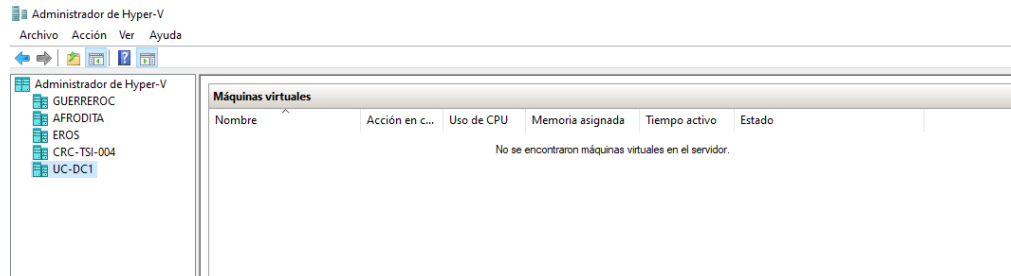 Administrador de Hyper-V
Archivo Acción Ver Ayuda
Administrador de Hyper-V
GUERREROC
AFRODITA
EROS
CRC-TSI-004
UC-DC1
Máquinas virtuales
Nombre Acción en c... Uso de CPU Memoria asignada Tiempo activo Estado
No se encontraron máquinas virtuales en el servidor.